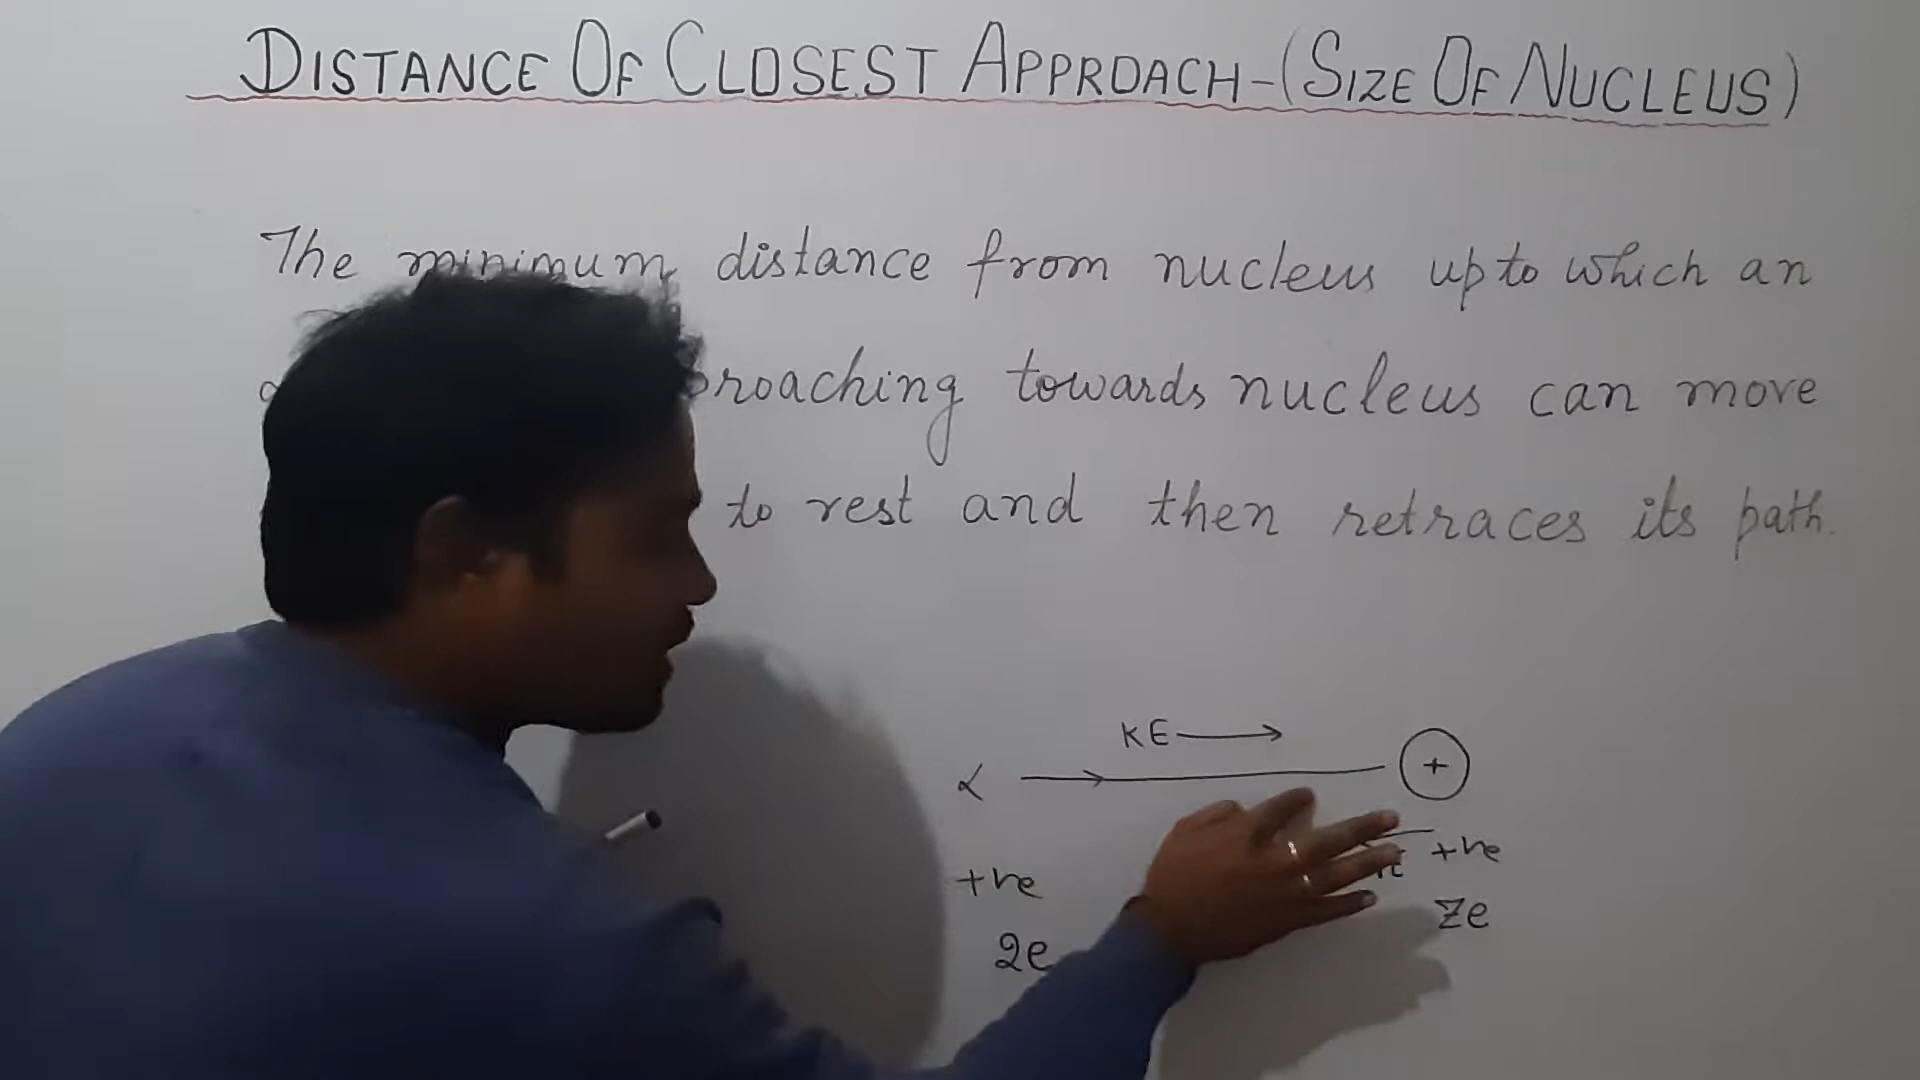 DISTANCE OF CLOSEST APPROACH-(SIZE OF NUCLEUS)
The minimum distance from nucleus upto which an
towards nucleus can move
to rest and then retraces its path.
KE
α +
+ve +ve
2e Ze